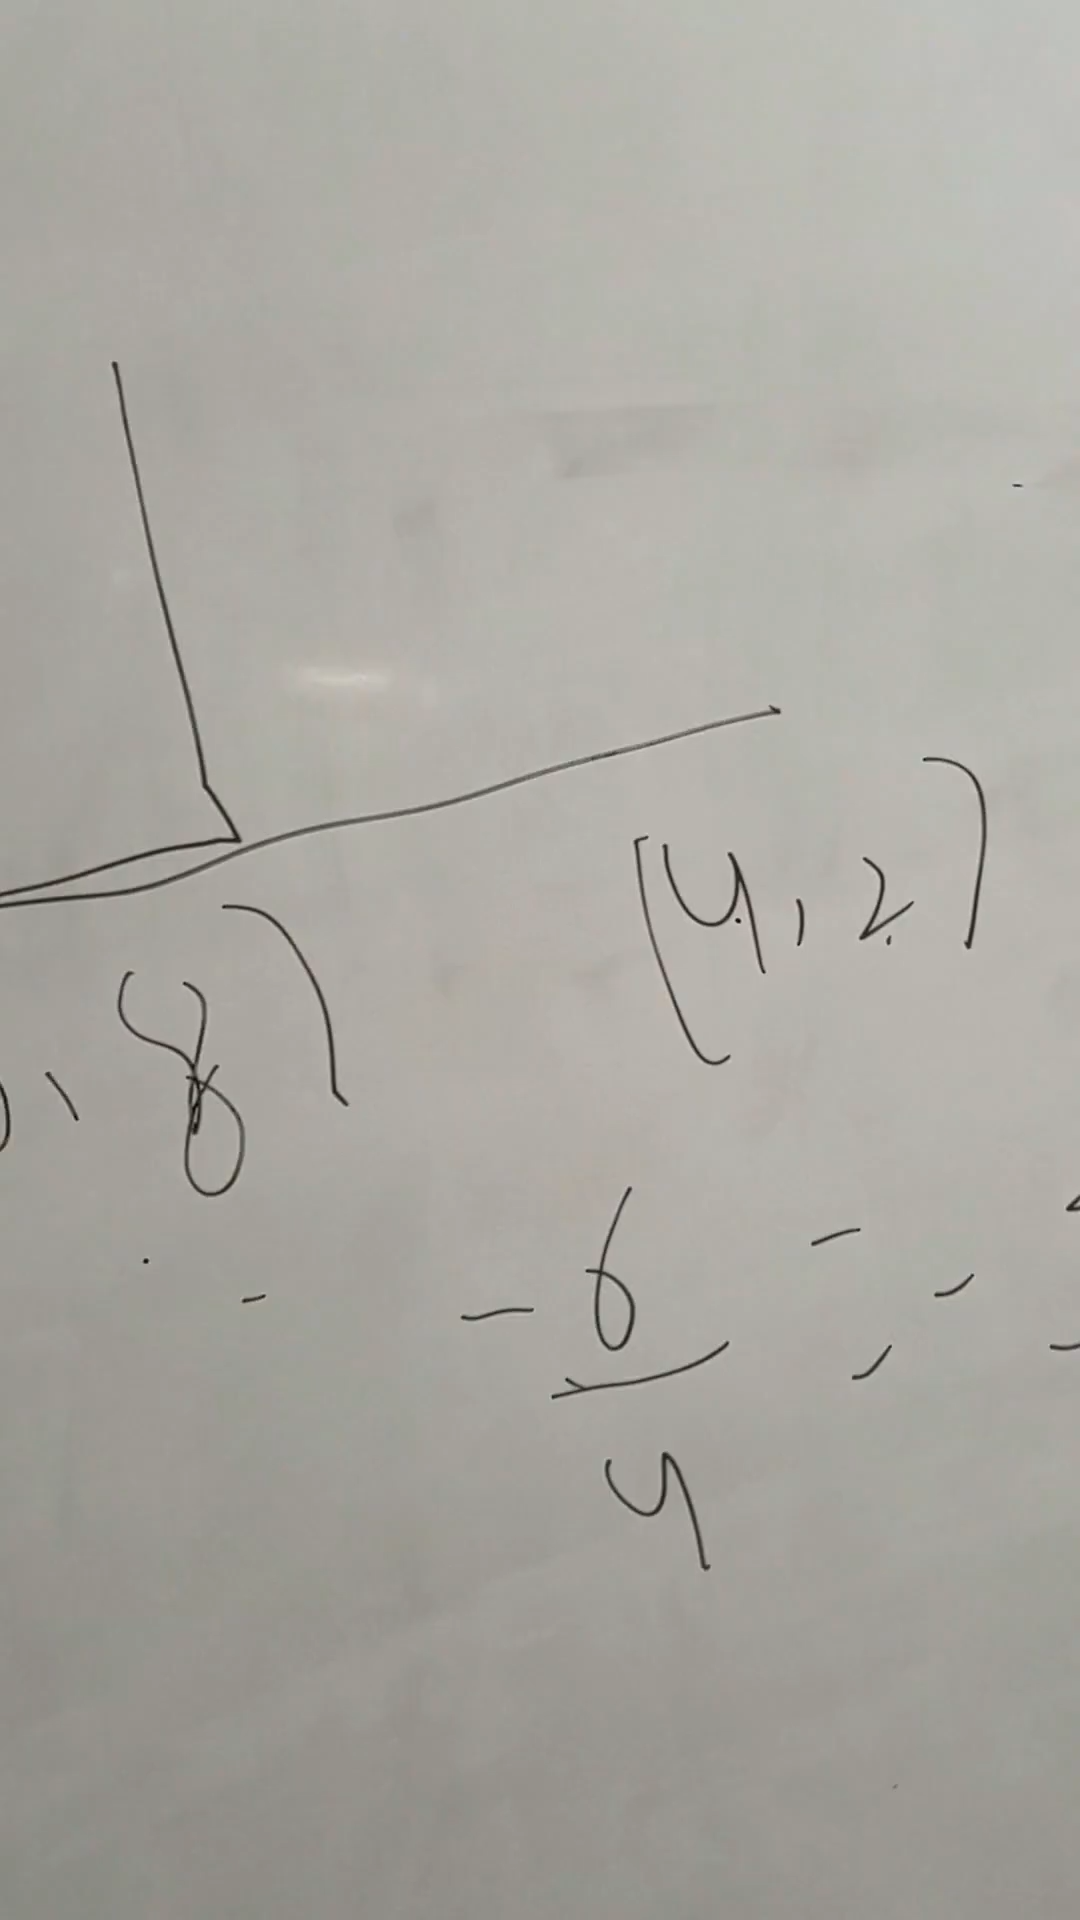 (4, 2)
, 8)
-6/4 = -